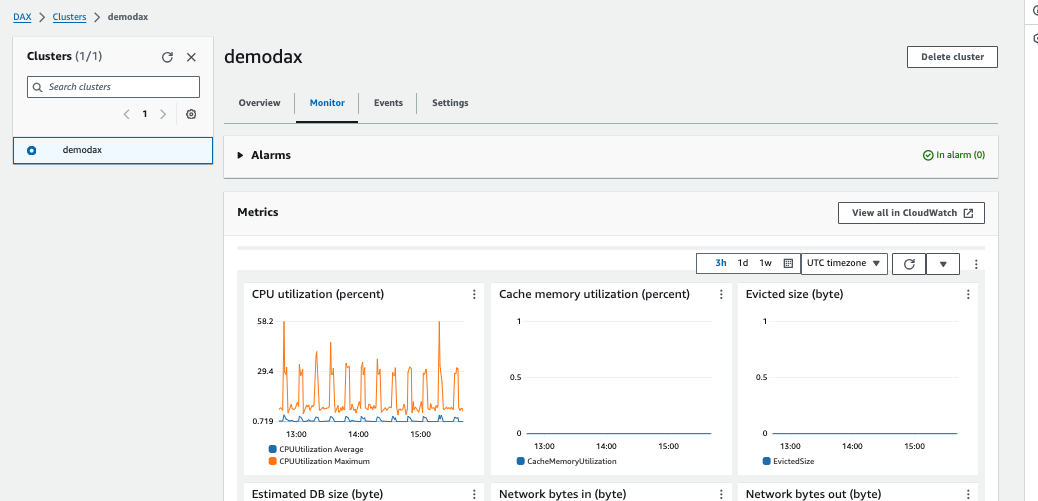 DAX > Clusters > demodax
Clusters (1/1)
Search clusters
1
demodax
demodax
Delete cluster
Overview
Monitor
Events
Settings
Alarms
In alarm (0)
Metrics
View all in CloudWatch
3h 1d 1w
UTC timezone
CPU utilization (percent)
58.2
29.4
0.719
13:00 14:00 15:00
CPUUtilization Average
CPUUtilization Maximum
Cache memory utilization (percent)
1
0.5
0
13:00 14:00 15:00
CacheMemoryUtilization
Evicted size (byte)
1
0.5
0
13:00 14:00 15:00
EvictedSize
Estimated DB size (byte)
Network bytes in (byte)
Network bytes out (byte)